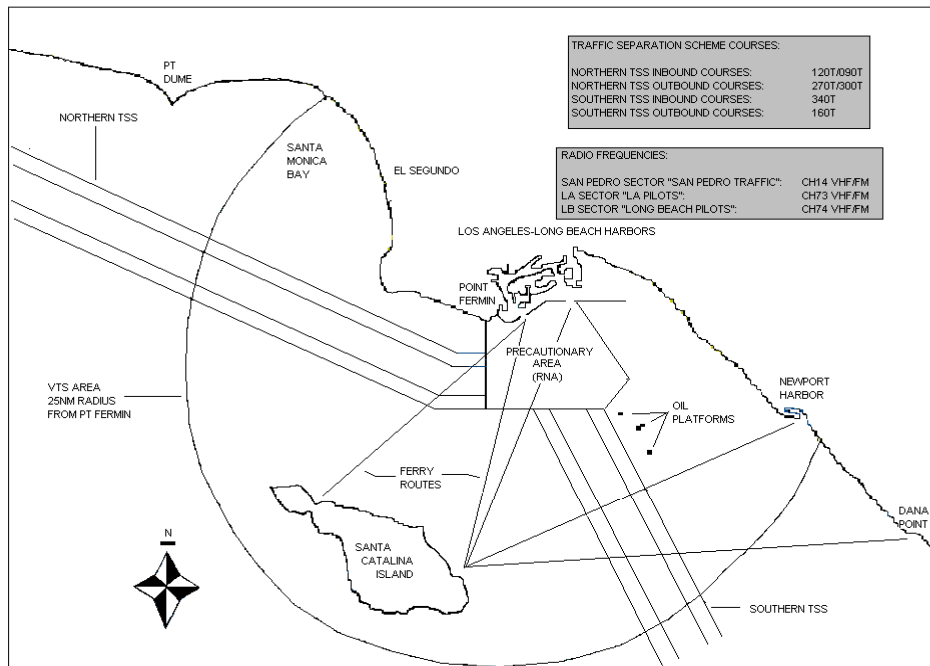 TRAFFIC SEPARATION SCHEME COURSES:
NORTHERN TSS INBOUND COURSES: 120T/090T
NORTHERN TSS OUTBOUND COURSES: 270T/300T
SOUTHERN TSS INBOUND COURSES: 340T
SOUTHERN TSS OUTBOUND COURSES: 160T
PT
DUME
NORTHERN TSS
SANTA
MONICA
BAY
EL SEGUNDO
RADIO FREQUENCIES:
SAN PEDRO SECTOR "SAN PEDRO TRAFFIC": CH14 VHF/FM
LA SECTOR "LA PILOTS": CH73 VHF/FM
LB SECTOR "LONG BEACH PILOTS": CH74 VHF/FM
LOS ANGELES-LONG BEACH HARBORS
POINT
FERMIN
PRECAUTIONARY
AREA
(RNA)
VTS AREA
25NM RADIUS
FROM PT FERMIN
NEWPORT
HARBOR
OIL
PLATFORMS
FERRY
ROUTES
DANA
POINT
N
SANTA
CATALINA
ISLAND
SOUTHERN TSS